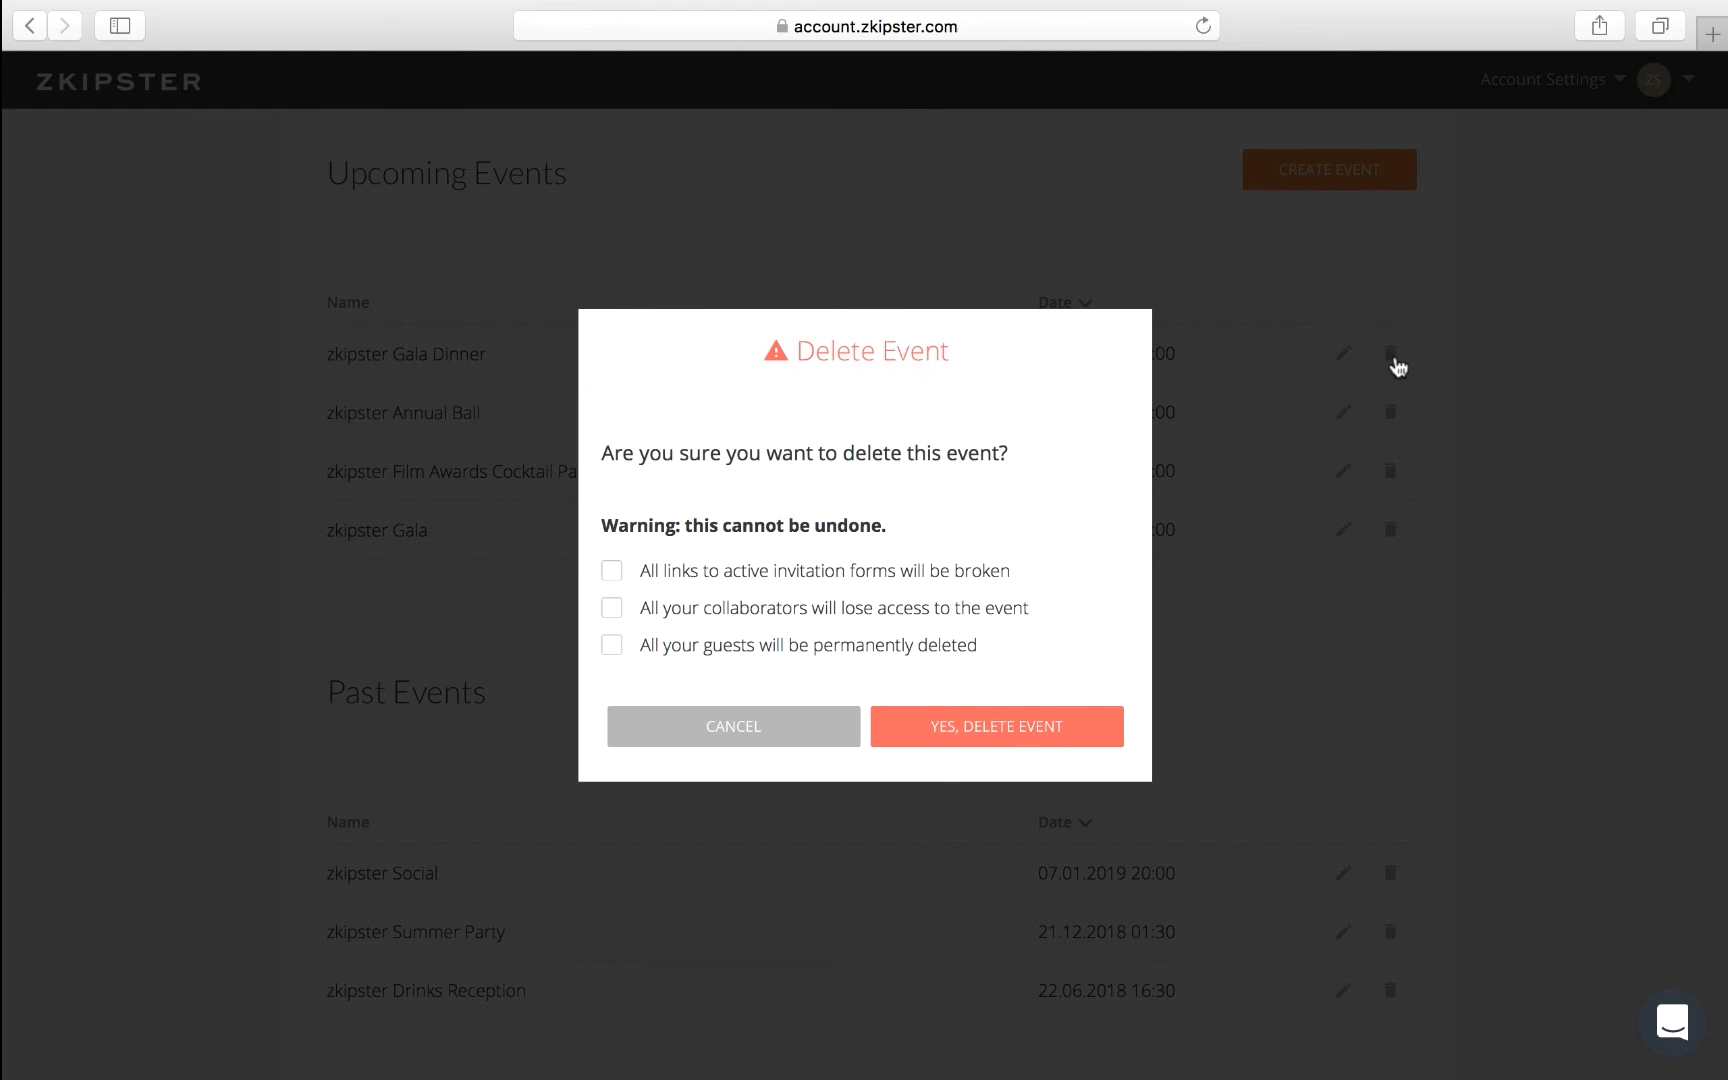 account.zkipster.com
ZKIPSTER
Account Settings
ZS
Upcoming Events
CREATE EVENT
Name
Date
zkipster Gala Dinner
:00
zkipster Annual Ball
:00
zkipster Film Awards Cocktail Pa
:00
zkipster Gala
:00
Delete Event
Are you sure you want to delete this event?
Warning: this cannot be undone.
All links to active invitation forms will be broken
All your collaborators will lose access to the event
All your guests will be permanently deleted
CANCEL
YES, DELETE EVENT
Past Events
Name
Date
zkipster Social
07.01.2019 20:00
zkipster Summer Party
21.12.2018 01:30
zkipster Drinks Reception
22.06.2018 16:30